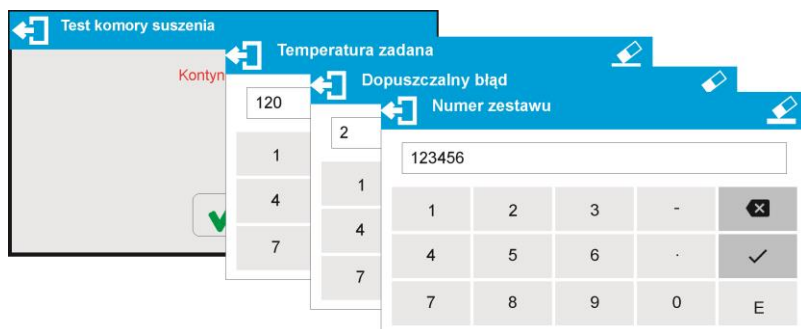 Test komory suszenia
Kontyn
Temperatura zadana
120
1
4
7
Dopuszczalny błąd
2
1
4
7
Numer zestawu
123456
1 2 3 -
4 5 6 .
7 8 9 0 E